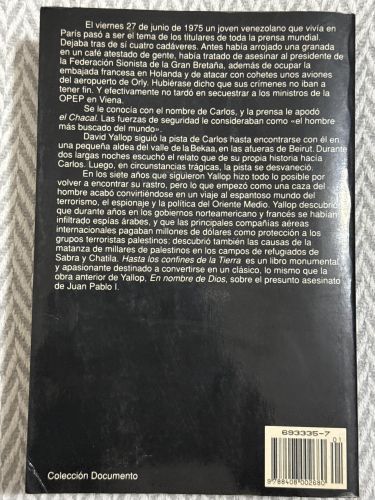 El viernes 27 de junio de 1975 un joven venezolano que vivía en
París pasó a ser el tema de los titulares de toda la prensa mundial.
Dejaba tras de sí cuatro cadáveres. Antes había arrojado una granada
en un café atestado de gente, había tratado de asesinar al presidente de
la Federación Sionista de la Gran Bretaña, además de ocupar la
embajada francesa en Holanda y de atacar con cohetes unos aviones
del aeropuerto de Orly. Hubiérase dicho que sus crímenes no iban a
tener fin. Y efectivamente no tardó en secuestrar a los ministros de la
OPEP en Viena.
Se le conocía con el nombre de Carlos, y la prensa le apodó
el Chacal. Las fuerzas de seguridad le consideraban como «el hombre
más buscado del mundo».
David Yallop siguió la pista de Carlos hasta encontrarse con él en
una pequeña aldea del valle de la Bekaa, en las afueras de Beirut. Durante
dos largas noches escuchó el relato que de su propia historia hacía
Carlos. Luego, en circunstancias trágicas, la pista se desvaneció.
En los siete años que siguieron Yallop hizo todo lo posible por
volver a encontrar su rastro, pero lo que empezó como una caza del
hombre acabó convirtiéndose en un viaje al espantoso mundo del
terrorismo, el espionaje y la política del Oriente Medio. Yallop descubrió
que durante años en los gobiernos norteamericano y francés se habían
infiltrado espías árabes, y que las principales compañías aéreas
internacionales pagaban millones de dólares como protección a los
grupos terroristas palestinos; descubrió también las causas de la
matanza de millares de palestinos en los campos de refugiados de
Sabra y Chatila. Hasta los confines de la Tierra es un libro monumental
y apasionante destinado a convertirse en un clásico, lo mismo que la
obra anterior de Yallop, En nombre de Dios, sobre el presunto asesinato
de Juan Pablo I.
693335-7
01
9788408002680
Colección Documento